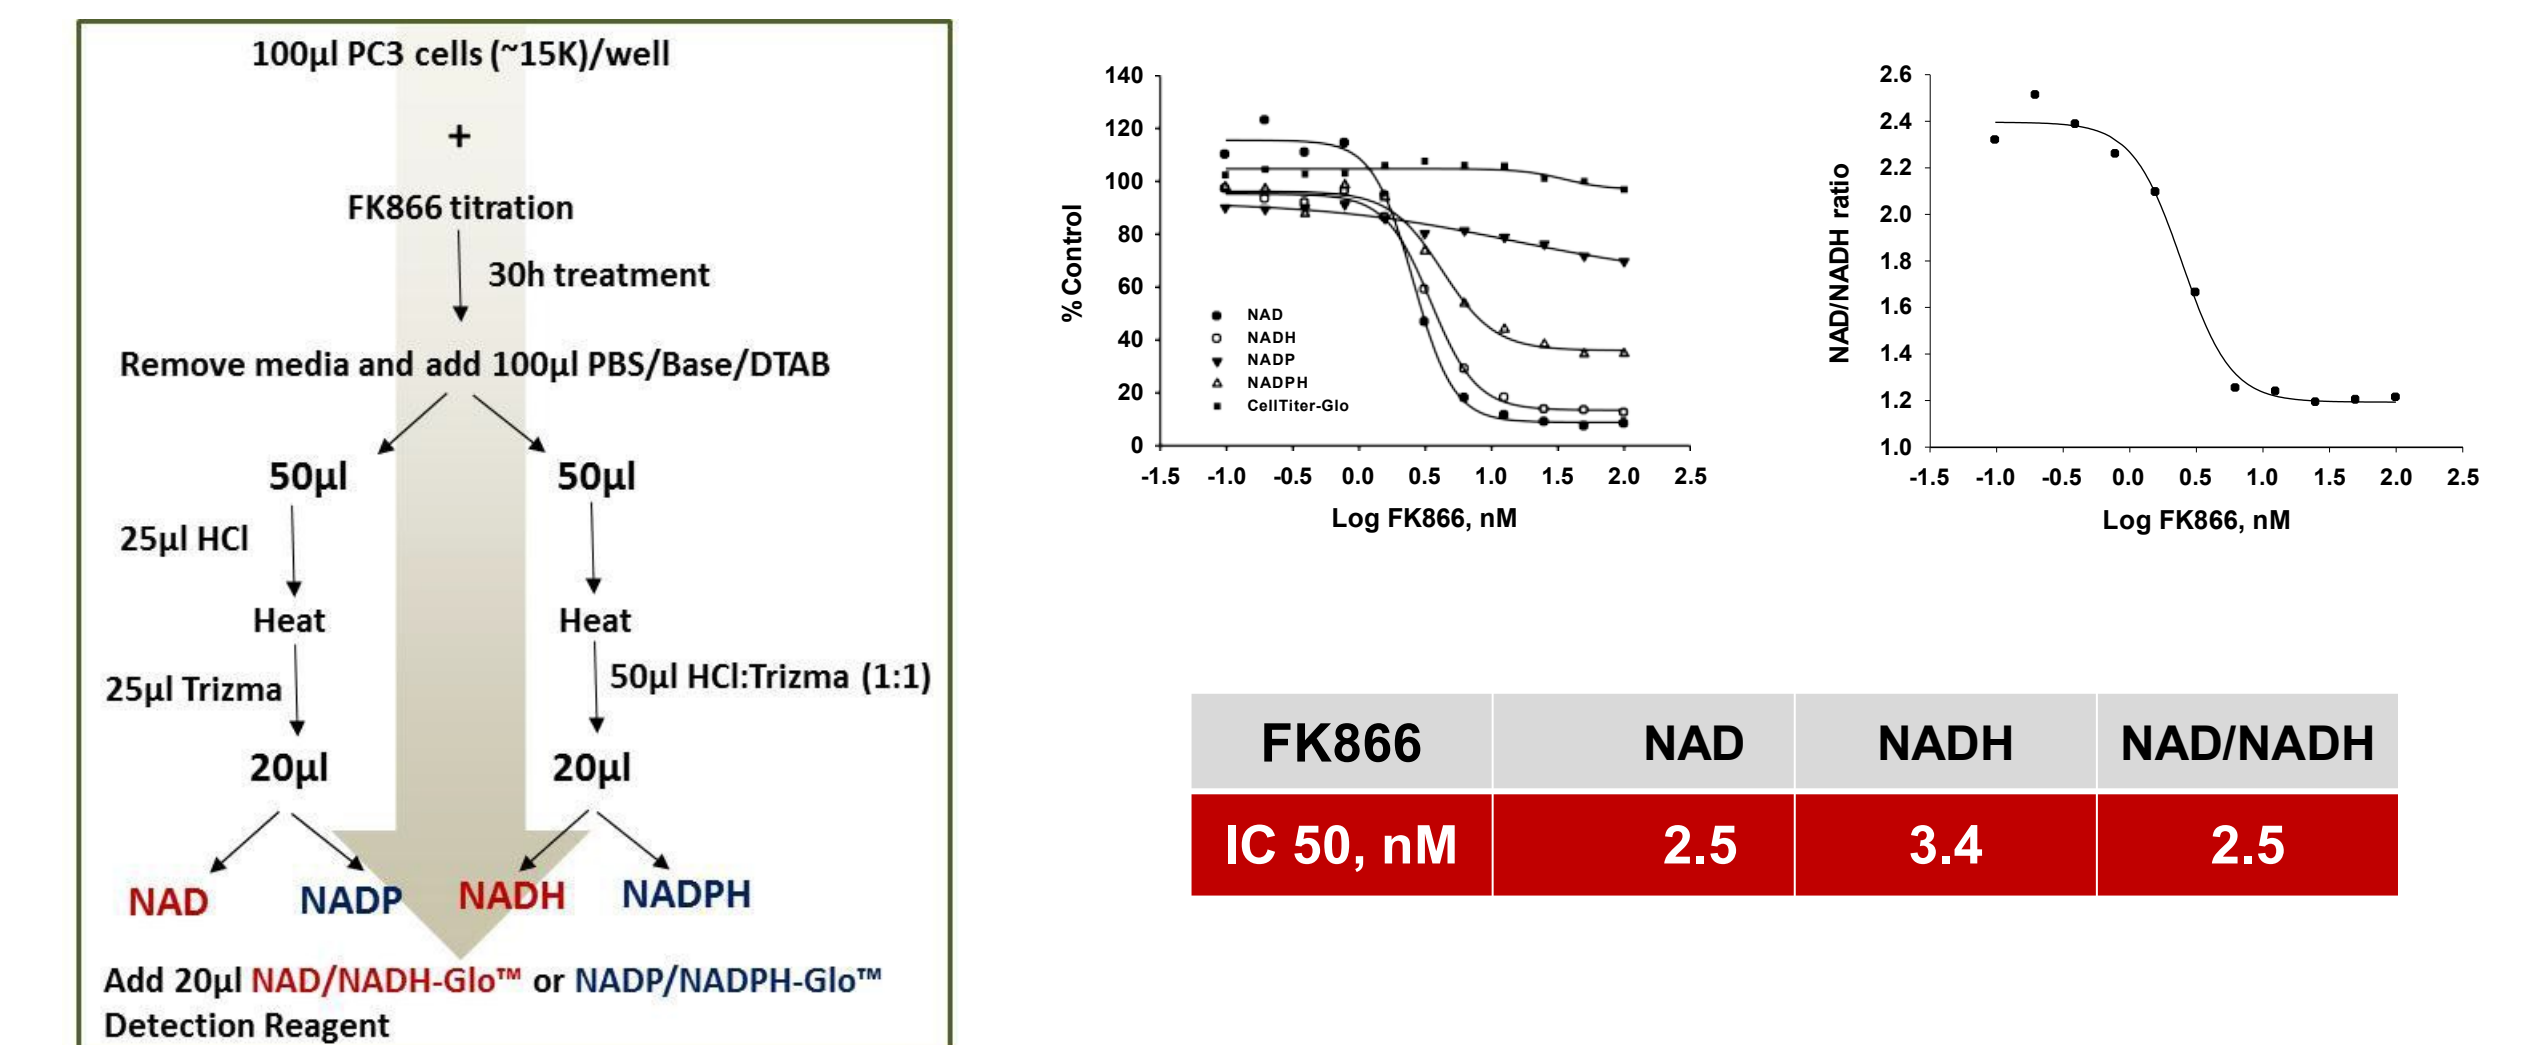 100µl PC3 cells (~15K)/well
+
FK866 titration
30h treatment
Remove media and add 100µl PBS/Base/DTAB
50µl 50µl
25µl HCl
Heat Heat
25µl Trizma 50µl HCl:Trizma (1:1)
20µl 20µl
NAD NADP NADH NADPH
Add 20µl NAD/NADH-Glo™ or NADP/NADPH-Glo™
Detection Reagent
% Control
140
120
100
80
60
40
20
0
NAD
NADH
NADP
NADPH
CellTiter-Glo
-1.5 -1.0 -0.5 0.0 0.5 1.0 1.5 2.0 2.5
Log FK866, nM
NAD/NADH ratio
2.6
2.4
2.2
2.0
1.8
1.6
1.4
1.2
1.0
-1.5 -1.0 -0.5 0.0 0.5 1.0 1.5 2.0 2.5
Log FK866, nM
FK866 NAD NADH NAD/NADH
IC 50, nM 2.5 3.4 2.5